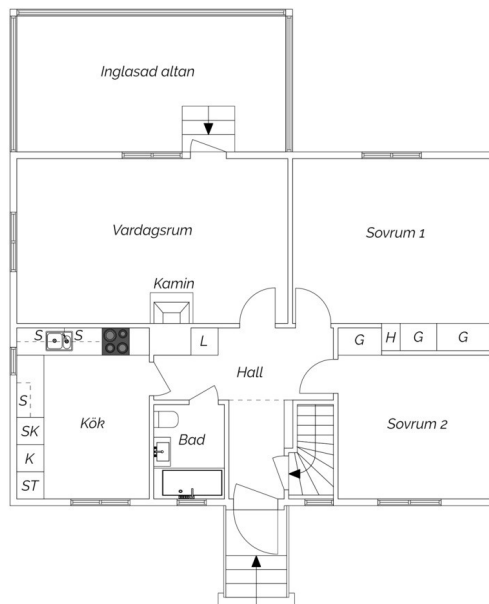 Inglasad altan
Vardagsrum
Sovrum 1
Kamin
S S
L
G H G G
Hall
S
SK
K
ST
Kök
Bad
Sovrum 2